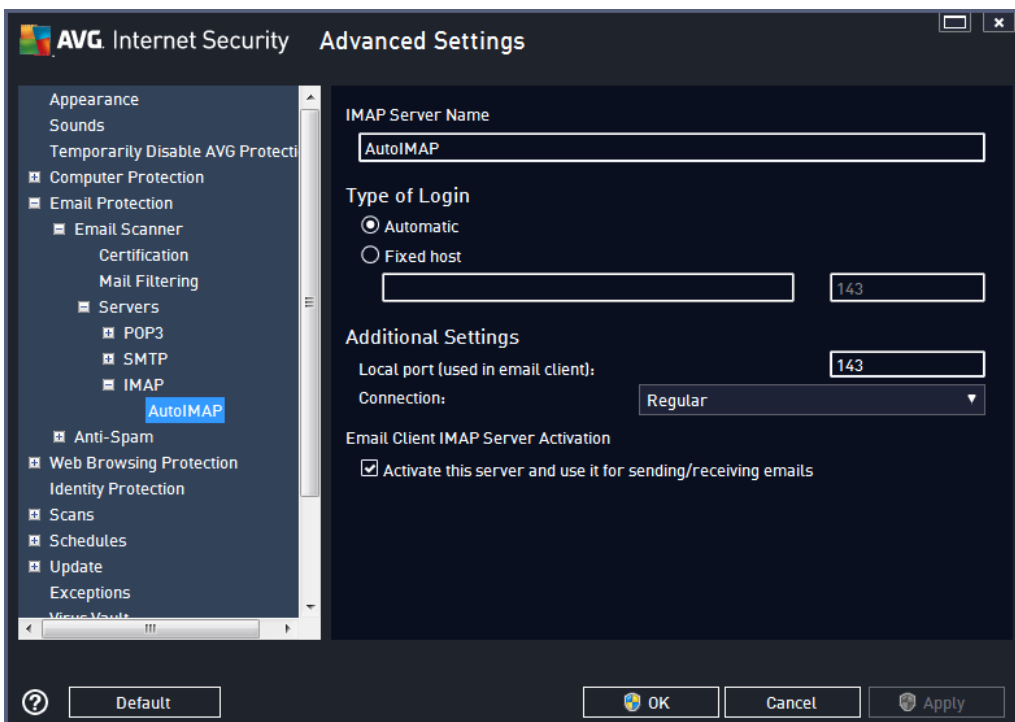 AVG. Internet Security Advanced Settings
Appearance
Sounds
Temporarily Disable AVG Protecti
Computer Protection
Email Protection
Email Scanner
Certification
Mail Filtering
Servers
POP3
SMTP
IMAP
AutoIMAP
Anti-Spam
Web Browsing Protection
Identity Protection
Scans
Schedules
Update
Exceptions
Virus Vault
IMAP Server Name
AutoIMAP
Type of Login
Automatic
Fixed host
143
Additional Settings
Local port (used in email client): 143
Connection: Regular
Email Client IMAP Server Activation
Activate this server and use it for sending/receiving emails
Default OK Cancel Apply